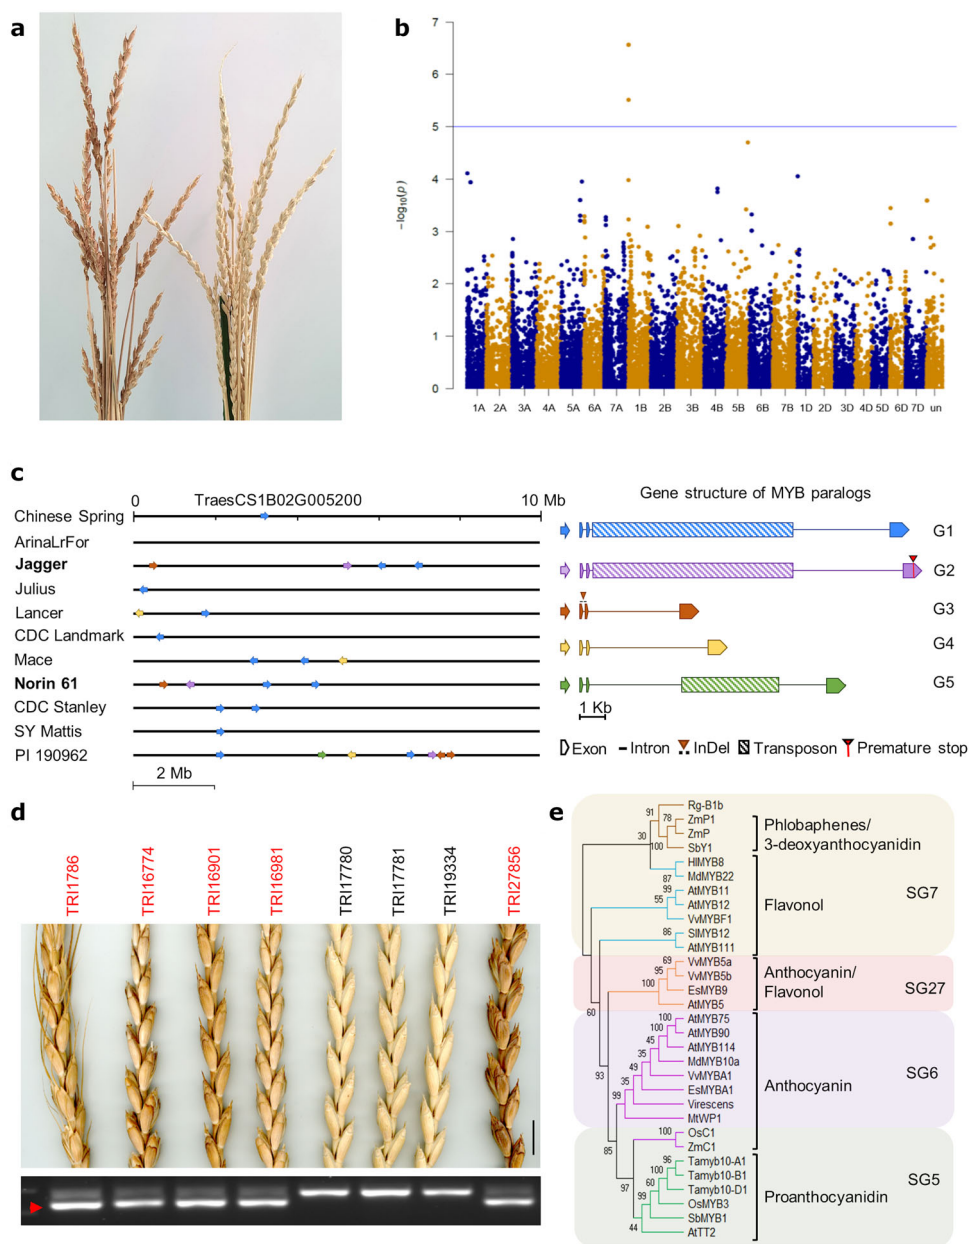 a
b
7
6
5
4
3
2
1
0
−log10(p)
1A 2A 3A 4A 5A 6A 7A 1B 2B 3B 4B 5B 6B 7B 1D 2D 3D 4D 5D 6D 7D un
c
0 TraesCS1B02G005200 10 Mb
Chinese Spring
ArinaLrFor
Jagger
Julius
Lancer
CDC Landmark
Mace
Norin 61
CDC Stanley
SY Mattis
PI 190962
2 Mb
Gene structure of MYB paralogs
G1
G2
G3
G4
G5
1 Kb
Exon Intron InDel Transposon Premature stop
d
TRI1786
TRI16774
TRI16901
TRI16981
TRI17780
TRI17781
TRI19334
TRI27856
e
Rg-B1b
ZmP1
ZmP
SbY1
HlMYB8
MdMYB22
AtMYB11
AtMYB12
VvMYBF1
SlMYB12
AtMYB111
VvMYB5a
VvMYB5b
EsMYB9
AtMYB5
AtMYB75
AtMYB90
AtMYB114
MdMYB10a
VvMYBA1
EsMYBA1
Virescens
MtWP1
OsC1
ZmC1
Tamyb10-A1
Tamyb10-B1
Tamyb10-D1
OsMYB3
SbMYB1
AtTT2
91
78
30
100
87
99
55
86
69
95
100
60
100
100
45
35
49
35
93
99
100
85
96
100
97
60
99
44
Phlobaphenes/
3-deoxyanthocyanidin
Flavonol
SG7
Anthocyanin/
Flavonol
SG27
Anthocyanin
SG6
Proanthocyanidin
SG5